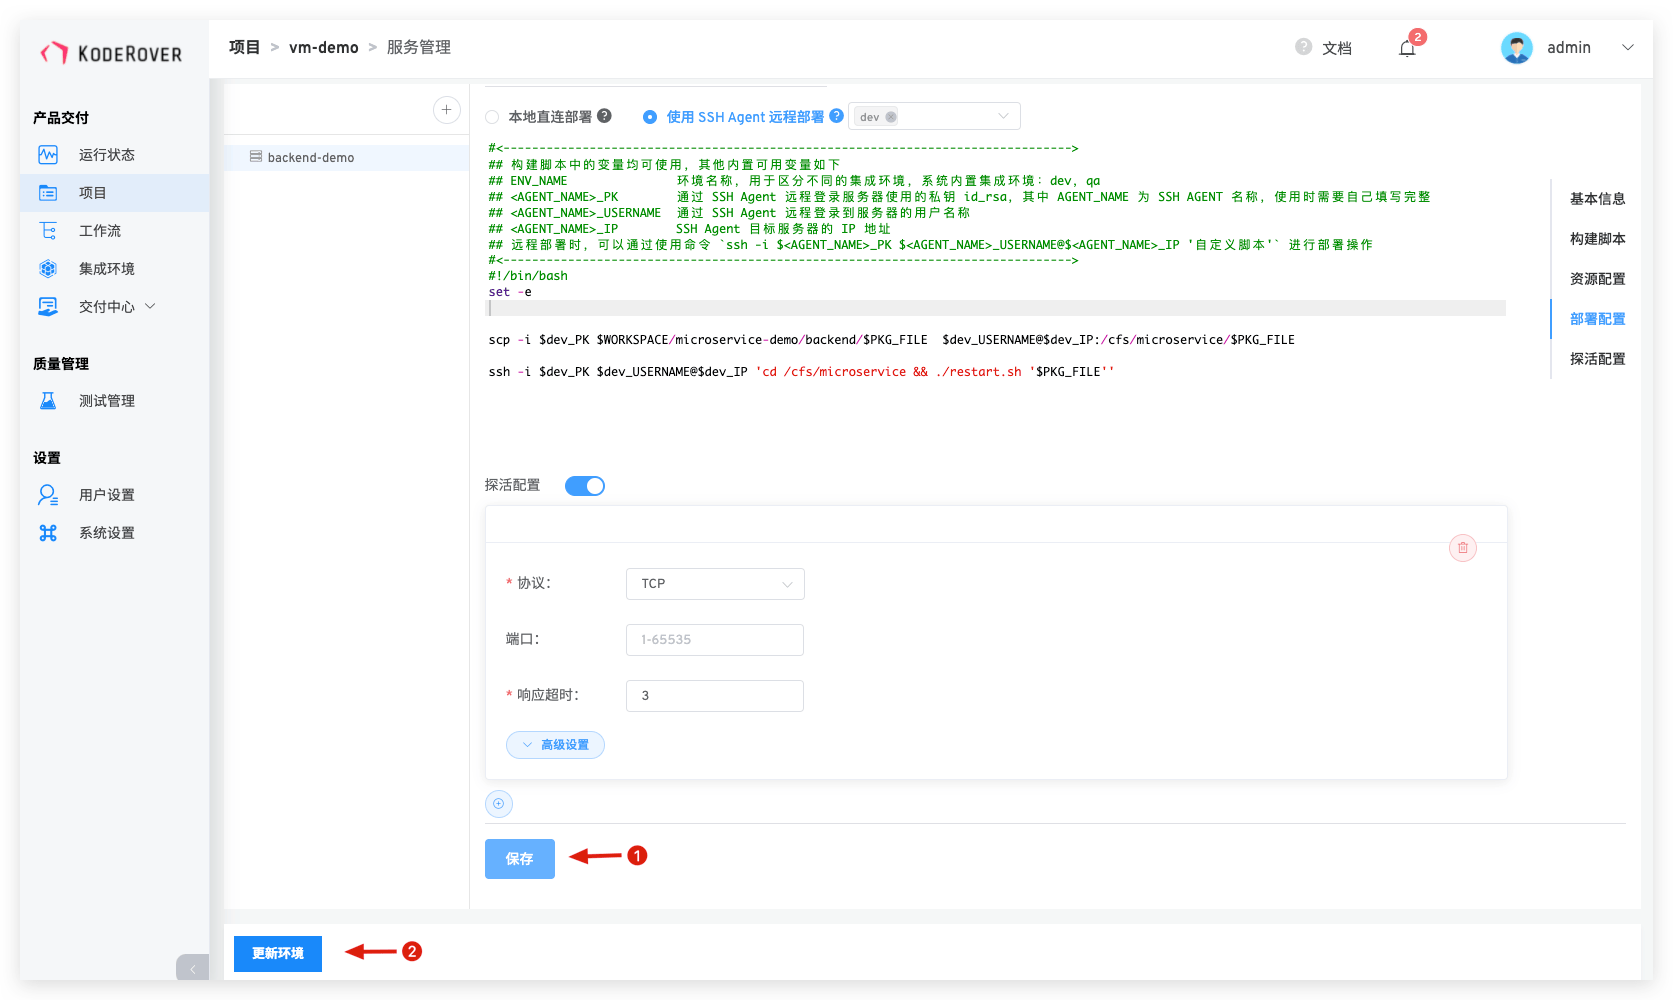 KODEROVER
项目 > vm-demo > 服务管理
? 文档
2
admin
产品交付
运行状态
项目
工作流
集成环境
交付中心
质量管理
测试管理
设置
用户设置
系统设置
backend-demo
本地直连部署 ?
使用 SSH Agent 远程部署 ?
dev
#<------------------------------------------------------------------------------->
## 构建脚本中的变量均可使用，其他内置可用变量如下
## ENV_NAME 环境名称，用于区分不同的集成环境，系统内置集成环境：dev，qa
## <AGENT_NAME>_PK 通过 SSH Agent 远程登录服务器使用的私钥 id_rsa，其中 AGENT_NAME 为 SSH AGENT 名称，使用时需要自己填写完整
## <AGENT_NAME>_USERNAME 通过 SSH Agent 远程登录到服务器的用户名称
## <AGENT_NAME>_IP SSH Agent 目标服务器的 IP 地址
## 远程部署时，可以通过使用命令 `ssh -i $<AGENT_NAME>_PK $<AGENT_NAME>_USERNAME@$<AGENT_NAME>_IP '自定义脚本'` 进行部署操作
#<------------------------------------------------------------------------------->
#!/bin/bash
set -e
scp -i $dev_PK $WORKSPACE/microservice-demo/backend/$PKG_FILE $dev_USERNAME@$dev_IP:/cfs/microservice/$PKG_FILE
ssh -i $dev_PK $dev_USERNAME@$dev_IP 'cd /cfs/microservice && ./restart.sh '$PKG_FILE''
基本信息
构建脚本
资源配置
部署配置
探活配置
探活配置
* 协议：
TCP
端口：
1-65535
* 响应超时：
3
高级设置
保存
1
更新环境
2